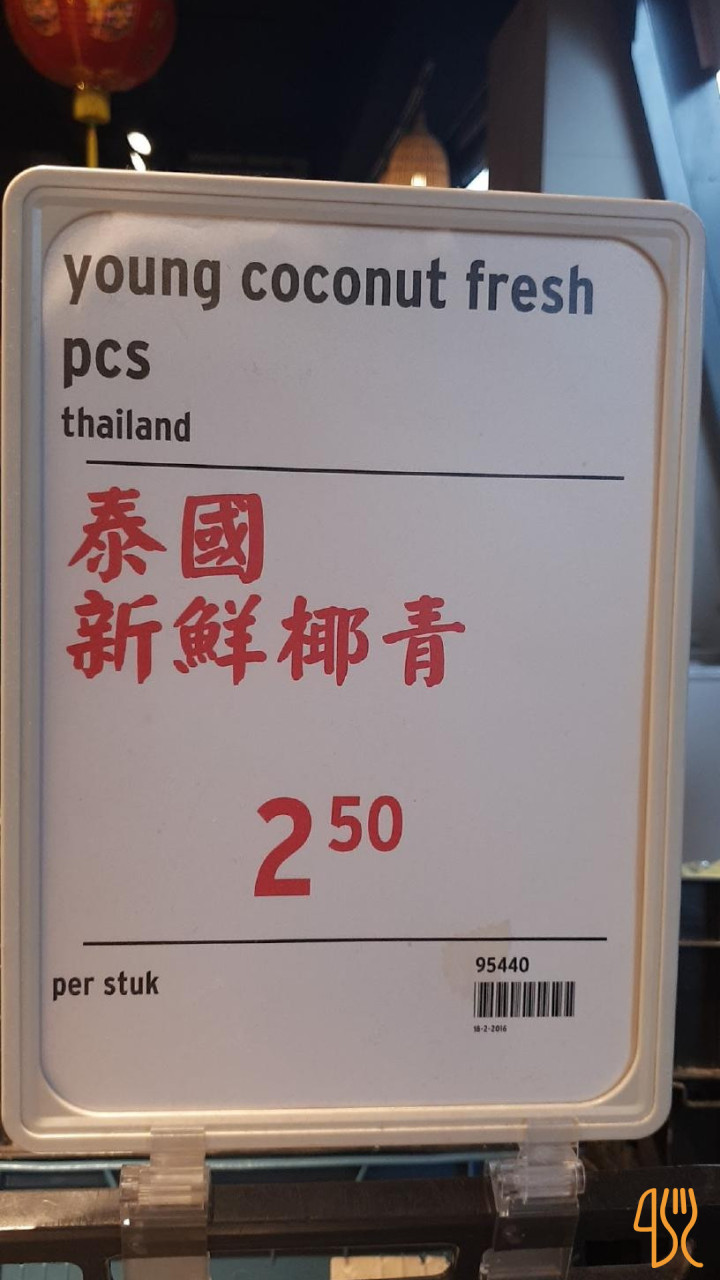 young coconut fresh
pcs
thailand
泰國
新鮮椰青
2 50
per stuk
95440
18-2-2016